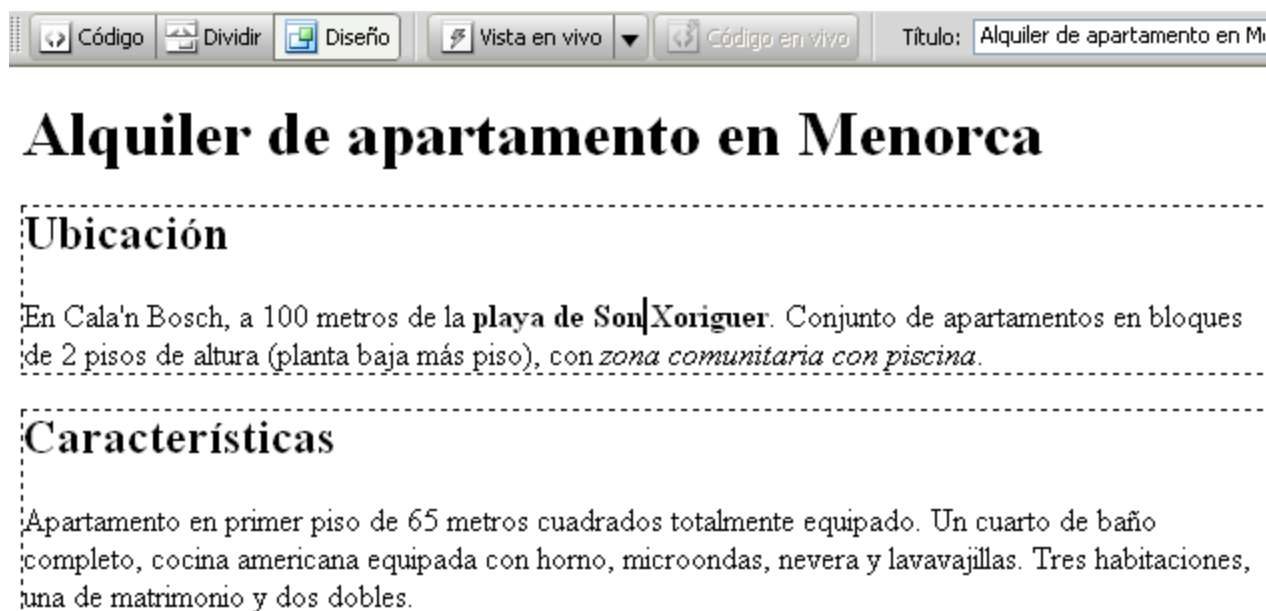 Código Dividir Diseño Vista en vivo Código en vivo Título: Alquiler de apartamento en M
Alquiler de apartamento en Menorca
Ubicación
En Cala'n Bosch, a 100 metros de la playa de Son Xoriguer. Conjunto de apartamentos en bloques
de 2 pisos de altura (planta baja más piso), con zona comunitaria con piscina.
Características
Apartamento en primer piso de 65 metros cuadrados totalmente equipado. Un cuarto de baño
completo, cocina americana equipada con horno, microondas, nevera y lavavajillas. Tres habitaciones,
una de matrimonio y dos dobles.